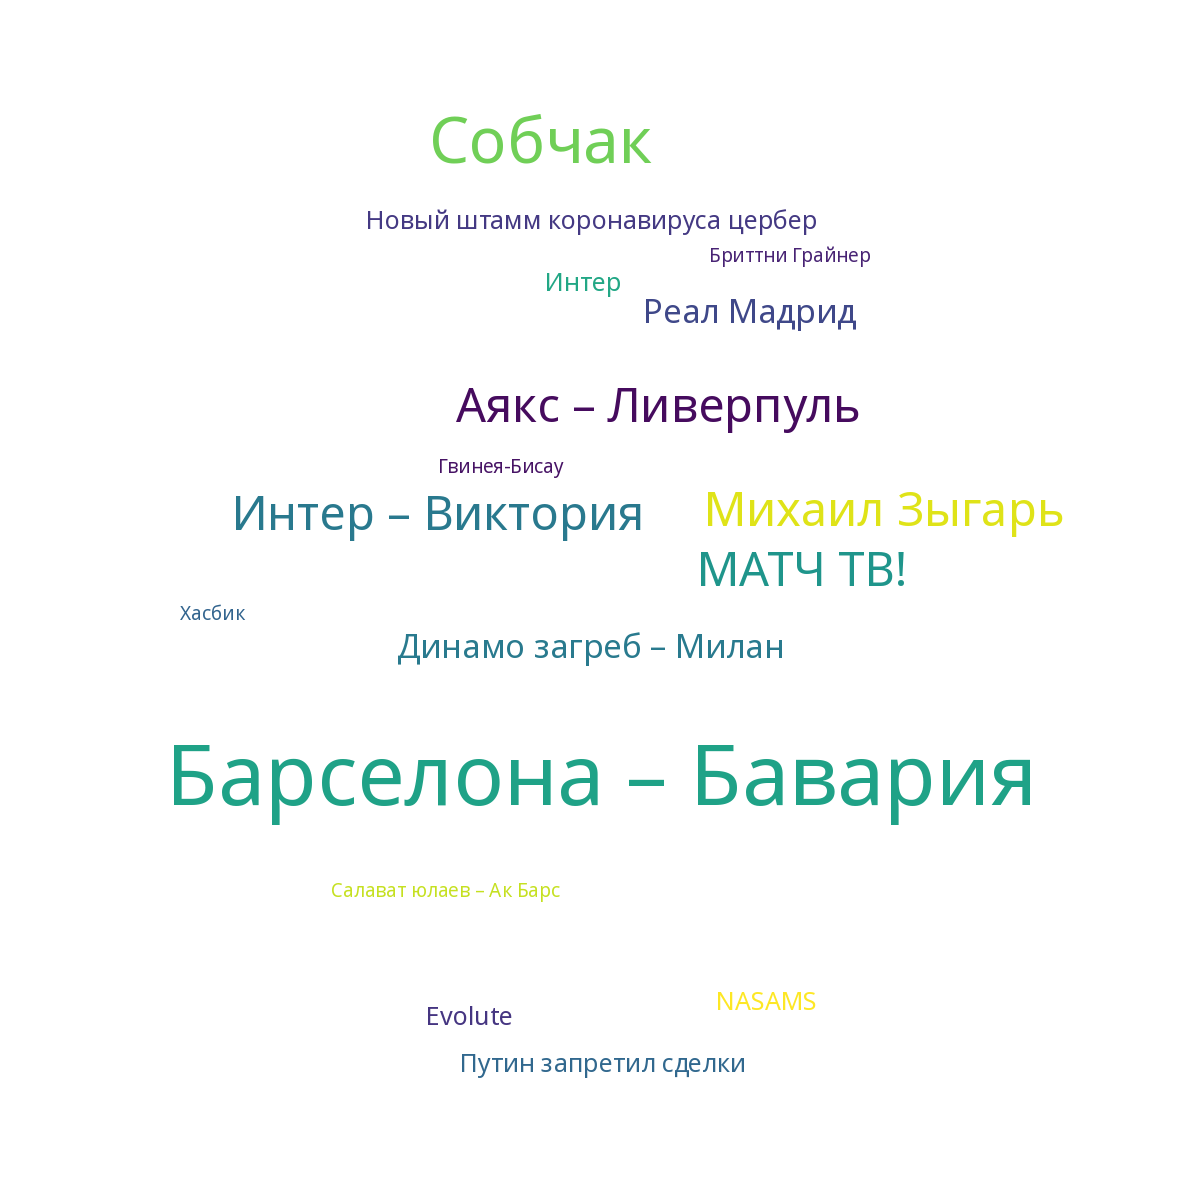 Собчак
Новый штамм коронавируса цербер
Бриттни Грайнер
Интер
Реал Мадрид
Аякс – Ливерпуль
Гвинея-Бисау
Интер – Виктория
Михаил Зыгарь
МАТЧ ТВ!
Хасбик
Динамо загреб – Милан
Барселона – Бавария
Салават юлаев – Ак Барс
NASAMS
Evolute
Путин запретил сделки